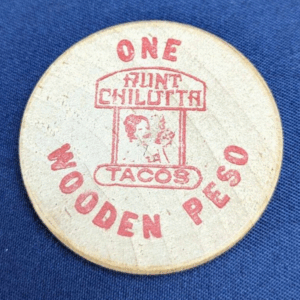 ONE
AUNT
CHILOTTA
TACOS
WOODEN PESO